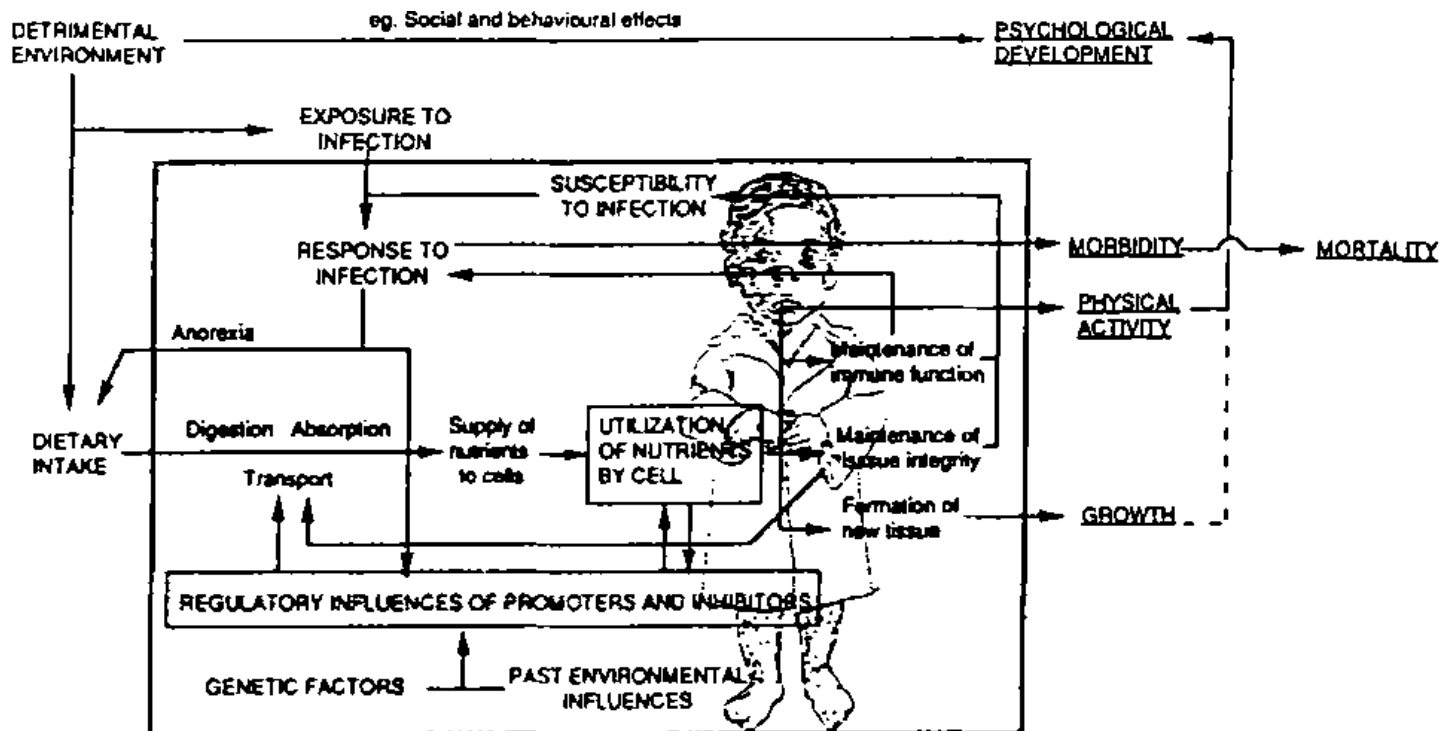 eg. Social and behavioural effects
DETRIMENTAL
ENVIRONMENT
PSYCHOLOGICAL
DEVELOPMENT
EXPOSURE TO
INFECTION
SUSCEPTIBILITY
TO INFECTION
RESPONSE TO
INFECTION
MORBIDITY
MORTALITY
PHYSICAL
ACTIVITY
Anorexia
Maintenance of
immune function
DIETARY
INTAKE
Digestion Absorption
Transport
Supply of
nutrients
to cells
UTILIZATION
OF NUTRIENTS
BY CELL
Maintenance of
tissue integrity
Formation of
new tissue
GROWTH
REGULATORY INFLUENCES OF PROMOTERS AND INHIBITORS
GENETIC FACTORS
PAST ENVIRONMENTAL
INFLUENCES